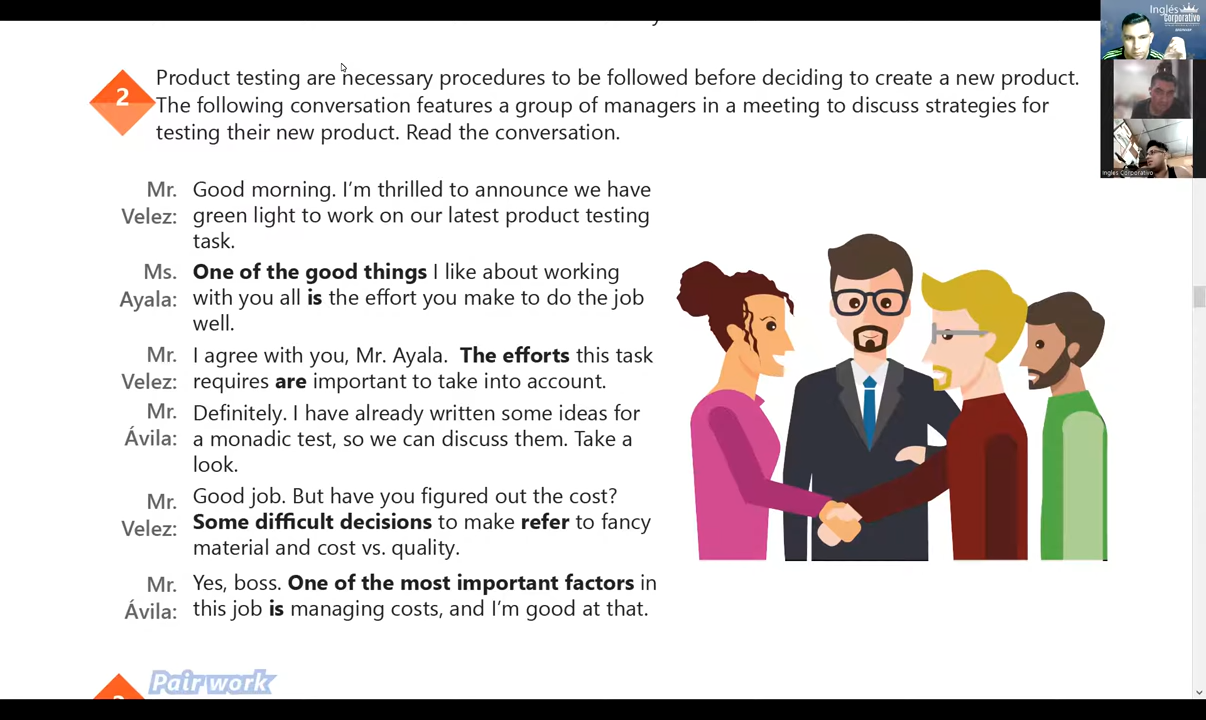 Inglés
Corporativo
2
Product testing are necessary procedures to be followed before deciding to create a new product.
The following conversation features a group of managers in a meeting to discuss strategies for
testing their new product. Read the conversation.
Mr. Velez: Good morning. I'm thrilled to announce we have
green light to work on our latest product testing
task.
Ms. Ayala: One of the good things I like about working
with you all is the effort you make to do the job
well.
Mr. Velez: I agree with you, Mr. Ayala. The efforts this task
requires are important to take into account.
Mr. Ávila: Definitely. I have already written some ideas for
a monadic test, so we can discuss them. Take a
look.
Mr. Velez: Good job. But have you figured out the cost?
Some difficult decisions to make refer to fancy
material and cost vs. quality.
Mr. Ávila: Yes, boss. One of the most important factors in
this job is managing costs, and I'm good at that.
Pair work
Ingles Corporativo